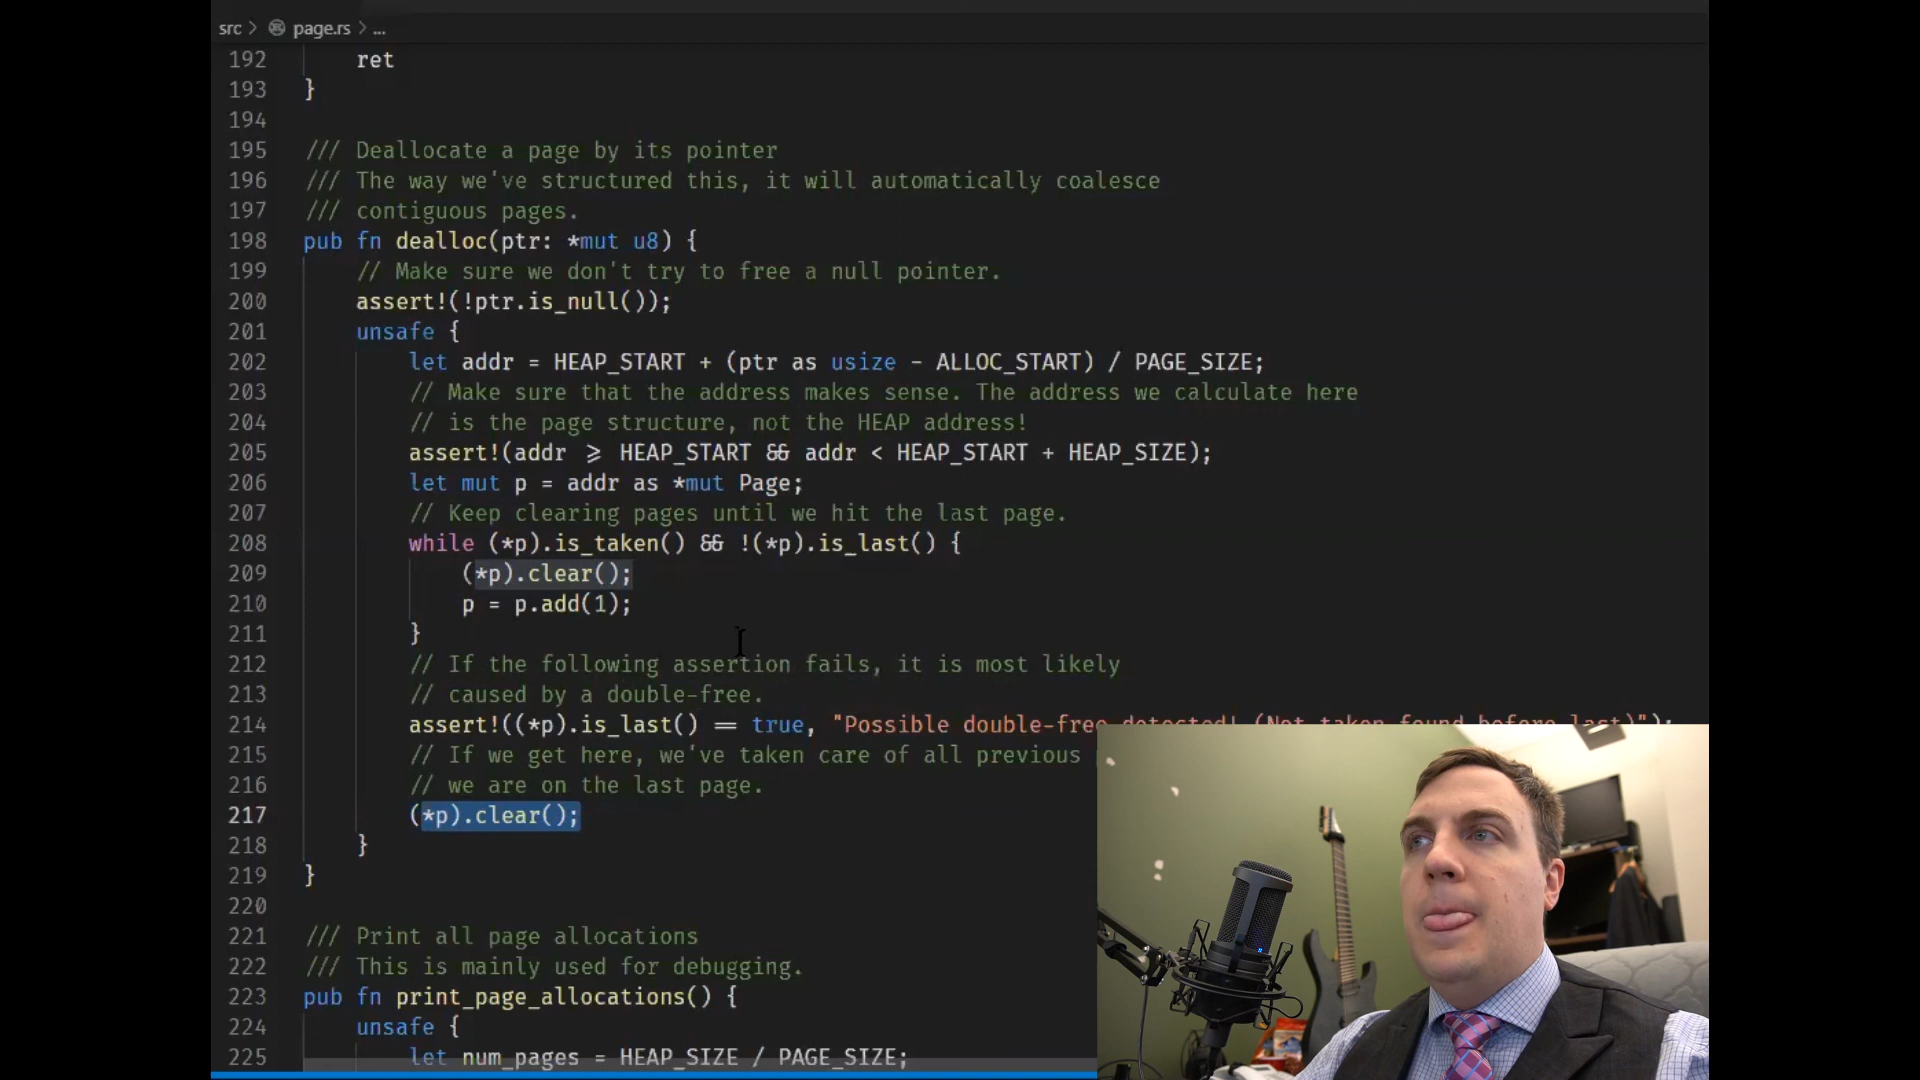 src > page.rs > ...
192 ret
193 }
194
195 /// Deallocate a page by its pointer
196 /// The way we've structured this, it will automatically coalesce
197 /// contiguous pages.
198 pub fn dealloc(ptr: *mut u8) {
199 // Make sure we don't try to free a null pointer.
200 assert!(!ptr.is_null());
201 unsafe {
202 let addr = HEAP_START + (ptr as usize - ALLOC_START) / PAGE_SIZE;
203 // Make sure that the address makes sense. The address we calculate here
204 // is the page structure, not the HEAP address!
205 assert!(addr >= HEAP_START && addr < HEAP_START + HEAP_SIZE);
206 let mut p = addr as *mut Page;
207 // Keep clearing pages until we hit the last page.
208 while (*p).is_taken() && !(*p).is_last() {
209 (*p).clear();
210 p = p.add(1);
211 }
212 // If the following assertion fails, it is most likely
213 // caused by a double-free.
214 assert!((*p).is_last() == true, "Possible double-free detected! (Not taken found before last)");
215 // If we get here, we've taken care of all previous
216 // we are on the last page.
217 (*p).clear();
218 }
219 }
220
221 /// Print all page allocations
222 /// This is mainly used for debugging.
223 pub fn print_page_allocations() {
224 unsafe {
225 let num_pages = HEAP_SIZE / PAGE_SIZE;